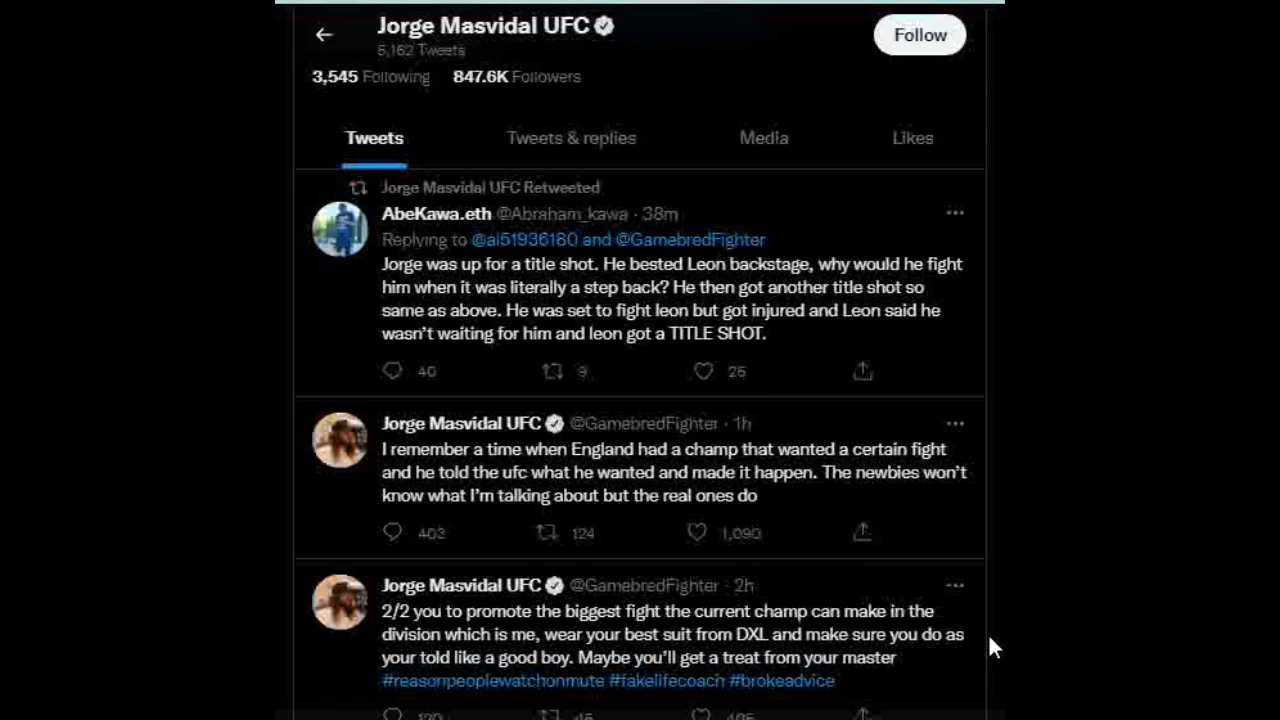 Jorge Masvidal UFC
5,162 Tweets
Follow
3,545 Following 847.6K Followers
Tweets Tweets & replies Media Likes
Jorge Masvidal UFC Retweeted
AbeKawa.eth @Abraham_kawa · 38m
Replying to @al51936180 and @GamebredFighter
Jorge was up for a title shot. He bested Leon backstage, why would he fight
him when it was literally a step back? He then got another title shot so
same as above. He was set to fight leon but got injured and Leon said he
wasn't waiting for him and leon got a TITLE SHOT.
40 9 25
Jorge Masvidal UFC @GamebredFighter · 1h
I remember a time when England had a champ that wanted a certain fight
and he told the ufc what he wanted and made it happen. The newbies won't
know what I'm talking about but the real ones do
403 124 1,090
Jorge Masvidal UFC @GamebredFighter · 2h
2/2 you to promote the biggest fight the current champ can make in the
division which is me, wear your best suit from DXL and make sure you do as
your told like a good boy. Maybe you'll get a treat from your master
#reasonpeoplewatchonmute #fakelifecoach #brokeadvice